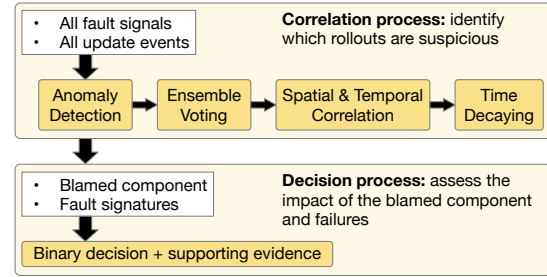 • All fault signals
• All update events
Correlation process: identify
which rollouts are suspicious
Anomaly
Detection
Ensemble
Voting
Spatial & Temporal
Correlation
Time
Decaying
• Blamed component
• Fault signatures
Decision process: assess the
impact of the blamed component
and failures
Binary decision + supporting evidence